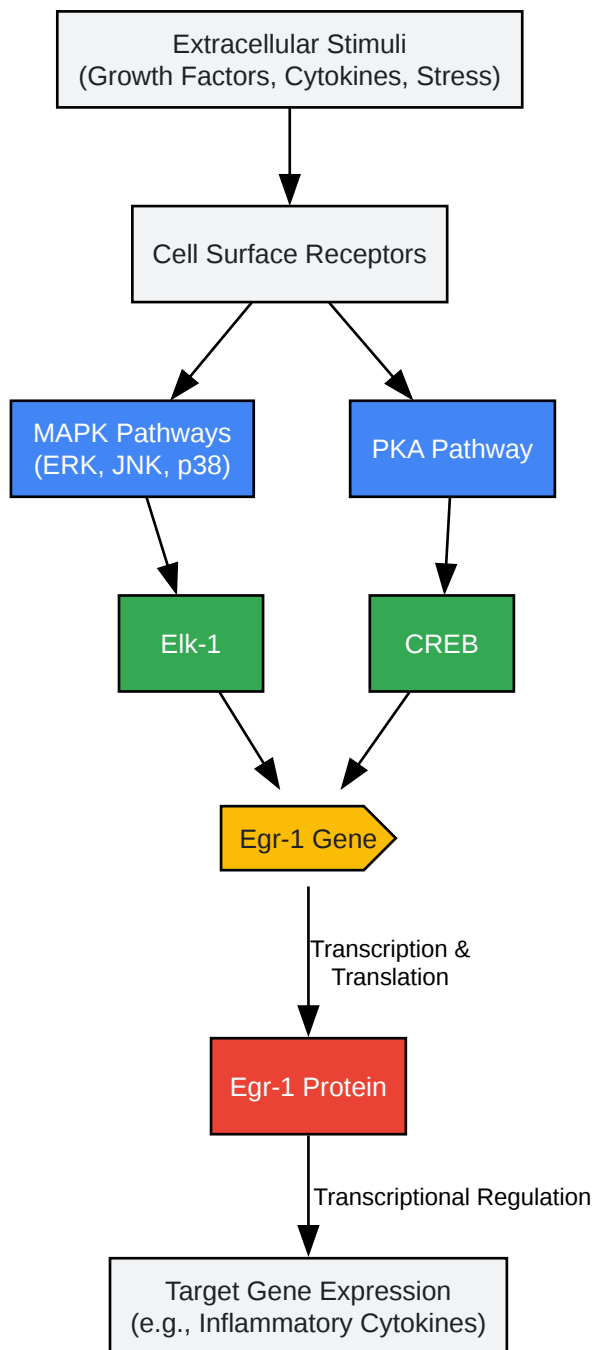 Extracellular Stimuli
(Growth Factors, Cytokines, Stress)
Cell Surface Receptors
MAPK Pathways
(ERK, JNK, p38)
PKA Pathway
Elk-1
CREB
Egr-1 Gene
Transcription &
Translation
Egr-1 Protein
Transcriptional Regulation
Target Gene Expression
(e.g., Inflammatory Cytokines)